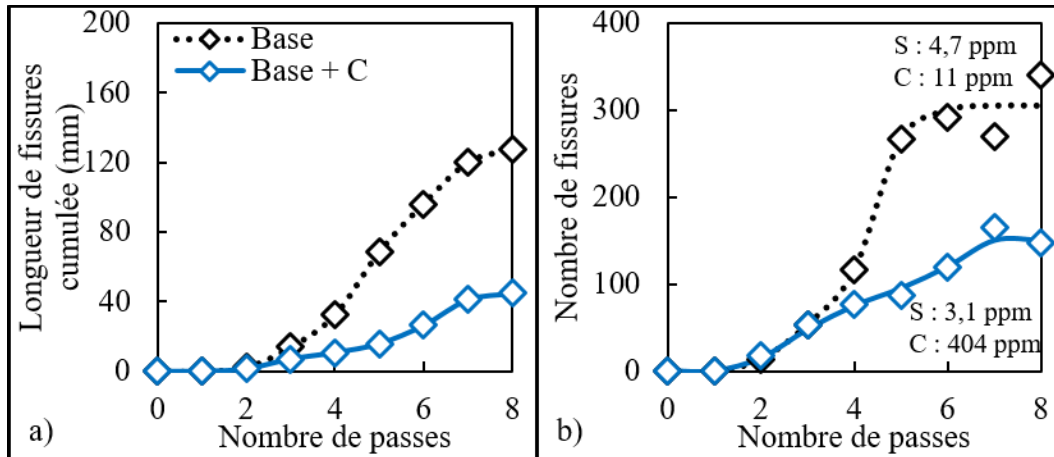 Longueur de fissures
cumulée (mm)
200
160
120
80
40
0
Base
Base + C
0
2
4
6
8
a)
Nombre de passes
Nombre de fissures
400
300
200
100
0
S : 4,7 ppm
C : 11 ppm
S : 3,1 ppm
C : 404 ppm
0
2
4
6
8
b)
Nombre de passes